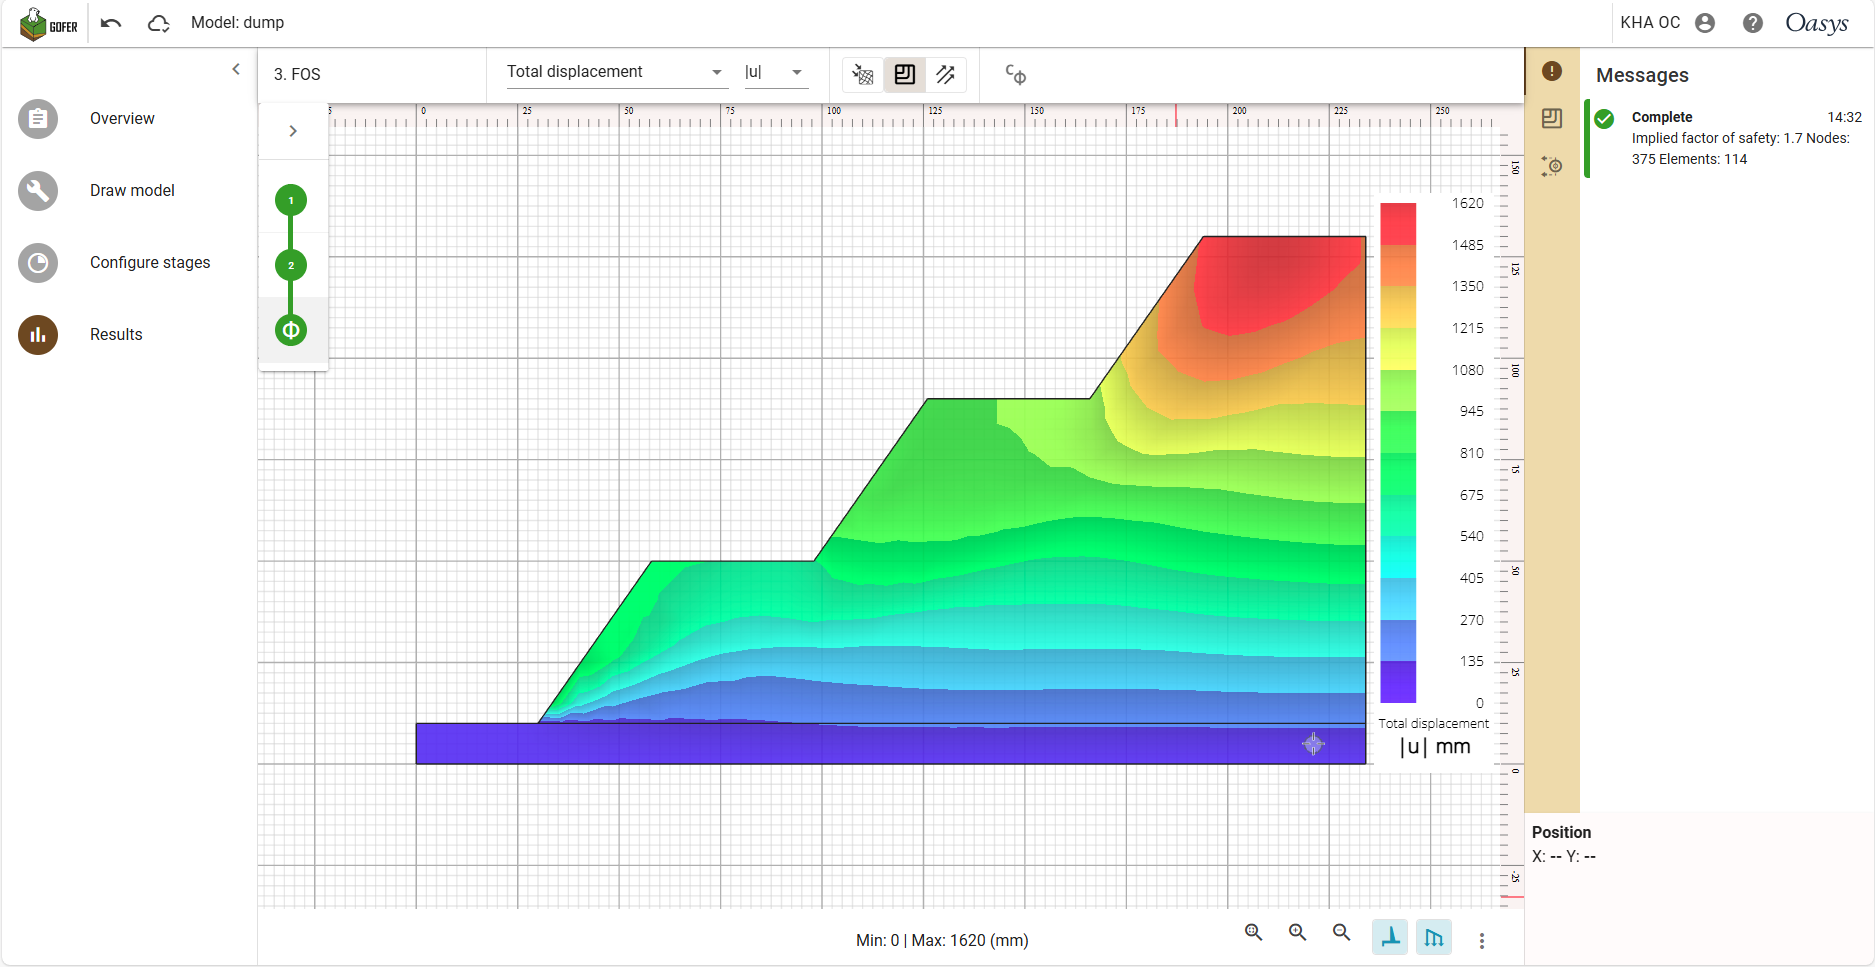 GOFER
Model: dump
KHA OC
Oasys
3. FOS
Total displacement
|u|
Messages
Overview
Draw model
Configure stages
Results
1
2
Φ
Complete 14:32
Implied factor of safety: 1.7 Nodes:
375 Elements: 114
5 0 25 50 75 100 125 150 175 200 225 250
150
125
100
75
50
25
0
-25
1620
1485
1350
1215
1080
945
810
675
540
405
270
135
0
Total displacement
|u| mm
Position
X: -- Y: --
Min: 0 | Max: 1620 (mm)